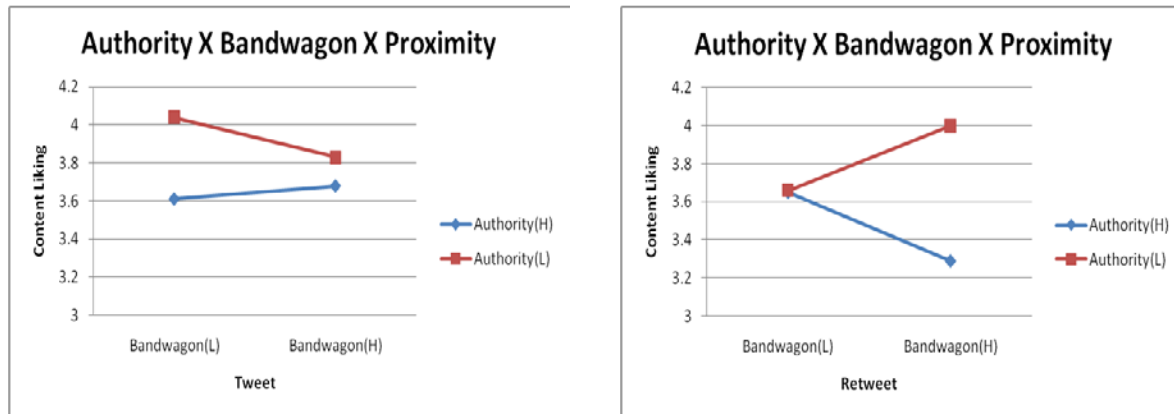 Authority X Bandwagon X Proximity
4.2
4
3.8
3.6
3.4
3.2
3
Content Liking
Bandwagon(L)
Bandwagon(H)
Tweet
Authority(H)
Authority(L)
Authority X Bandwagon X Proximity
4.2
4
3.8
3.6
3.4
3.2
3
Content Liking
Bandwagon(L)
Bandwagon(H)
Retweet
Authority(H)
Authority(L)